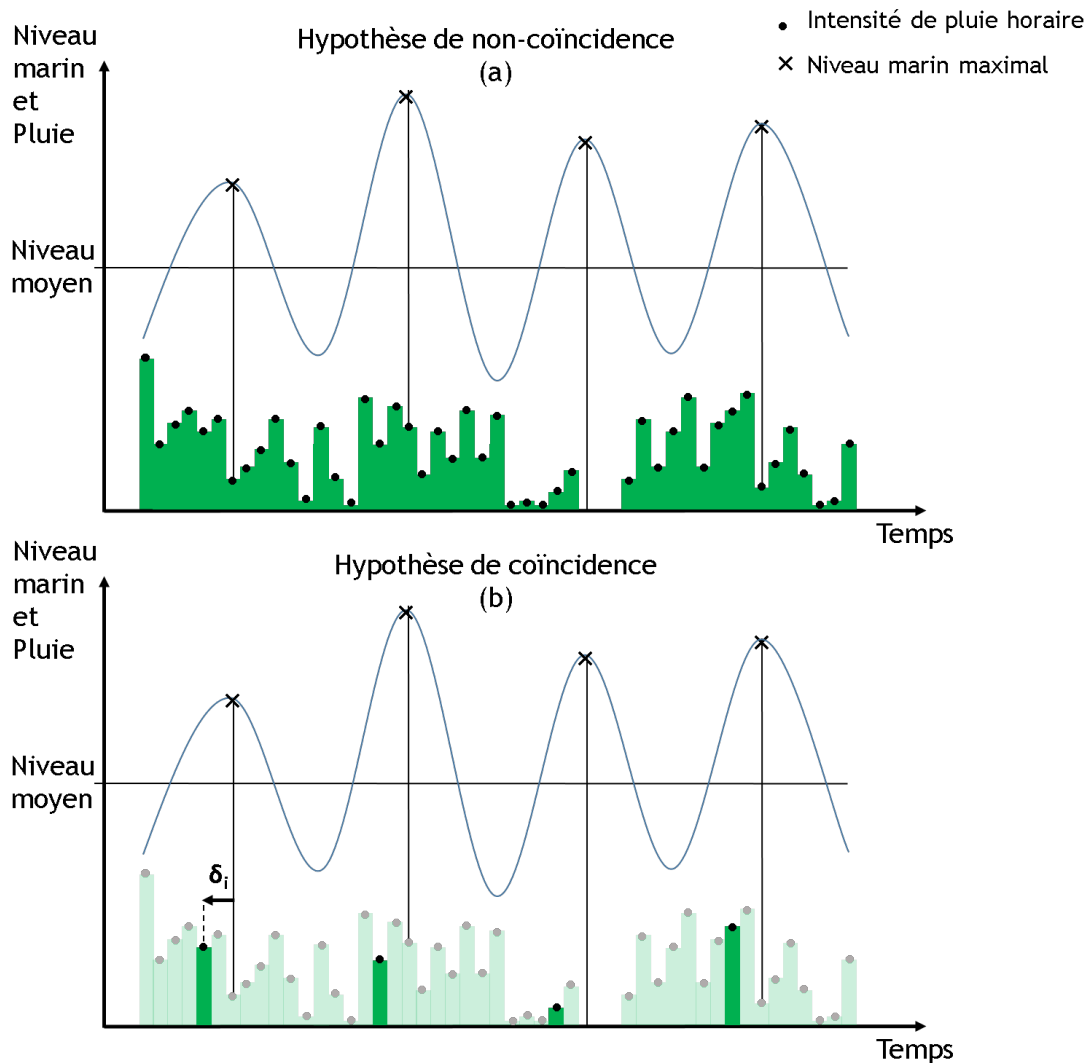 Niveau
marin
et
Pluie
Hypothèse de non-coïncidence
(a)
Intensité de pluie horaire
Niveau marin maximal
Niveau
moyen
Temps
Niveau
marin
et
Pluie
Hypothèse de coïncidence
(b)
Niveau
moyen
δi
Temps